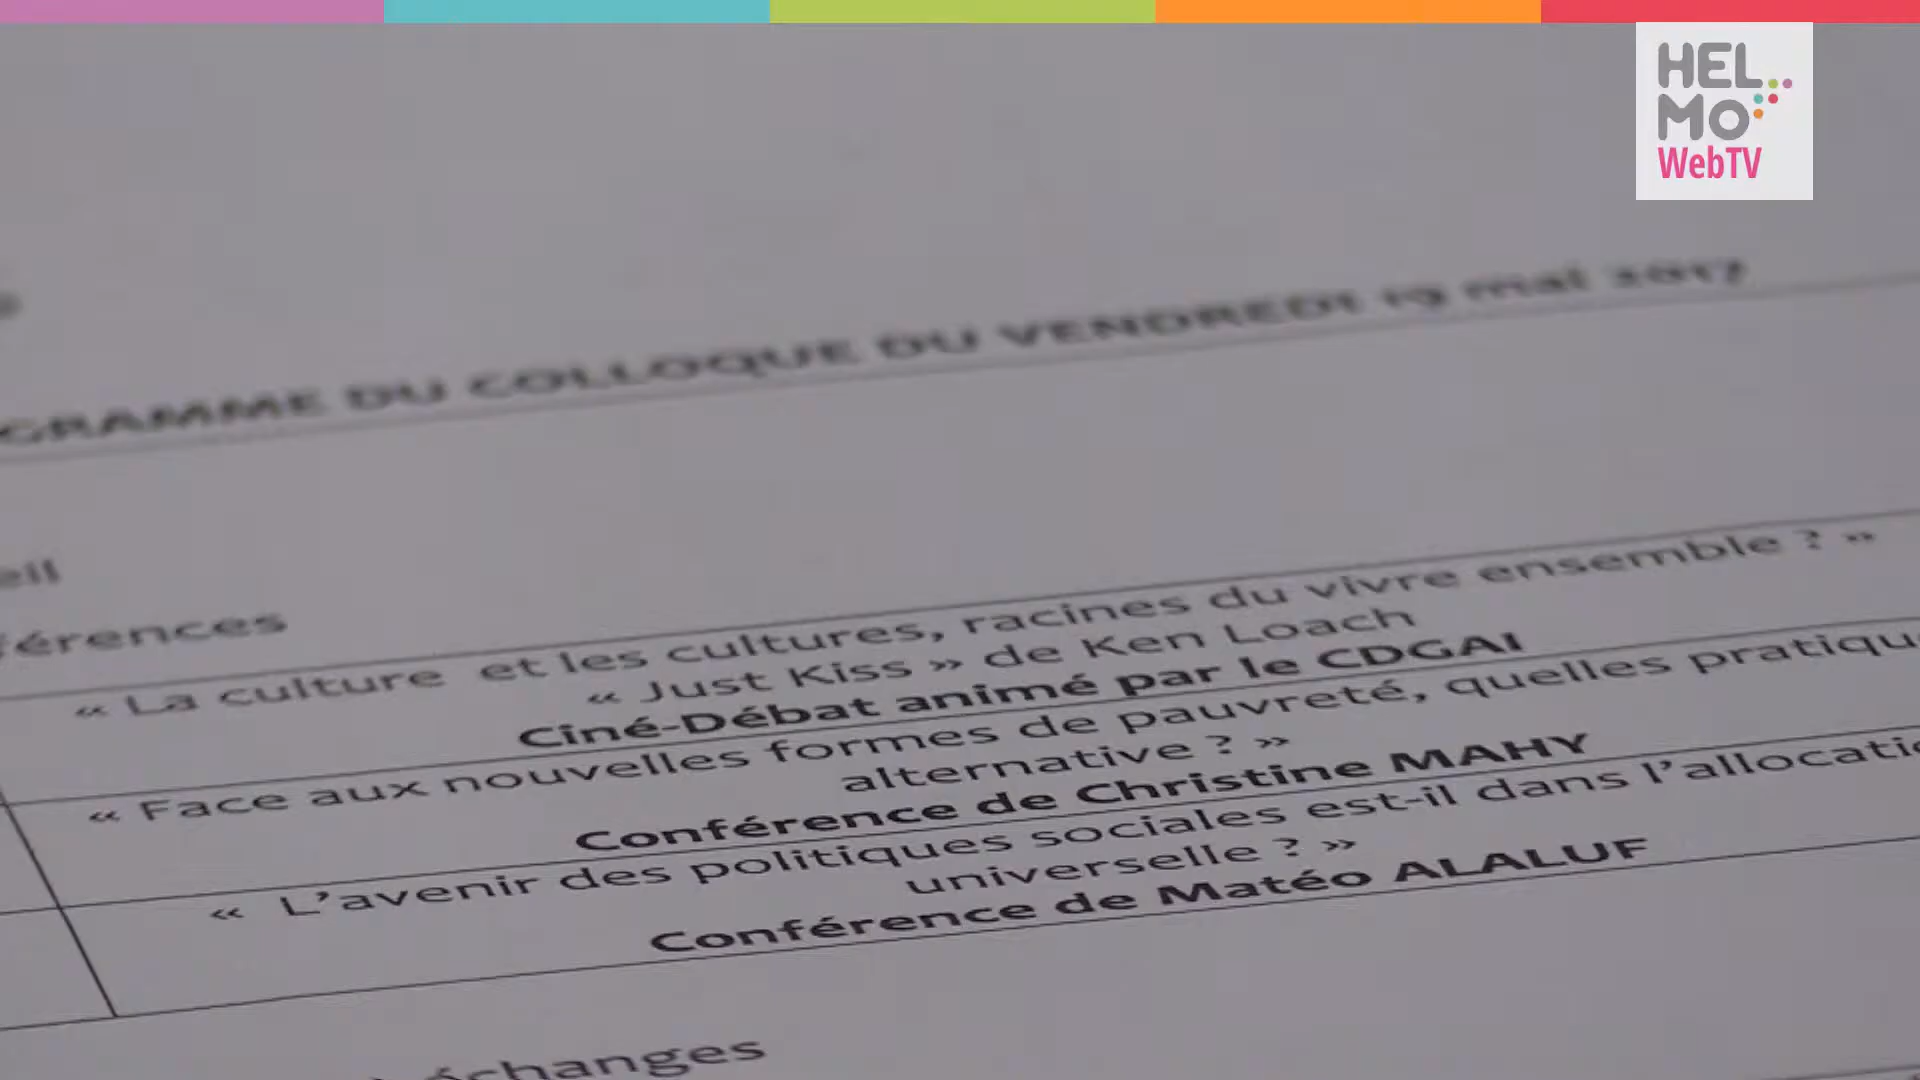 HEL
MO
WebTV
GRAMME DU COLLOQUE DU VENDREDI 19 mai 2017
eil
férences
« La culture et les cultures, racines du vivre ensemble ? »
« Just Kiss » de Ken Loach
Ciné-Débat animé par le CDGAI
« Face aux nouvelles formes de pauvreté, quelles pratiqu
alternative ? »
Conférence de Christine MAHY
« L’avenir des politiques sociales est-il dans l’allocati
universelle ? »
Conférence de Matéo ALALUF
échanges